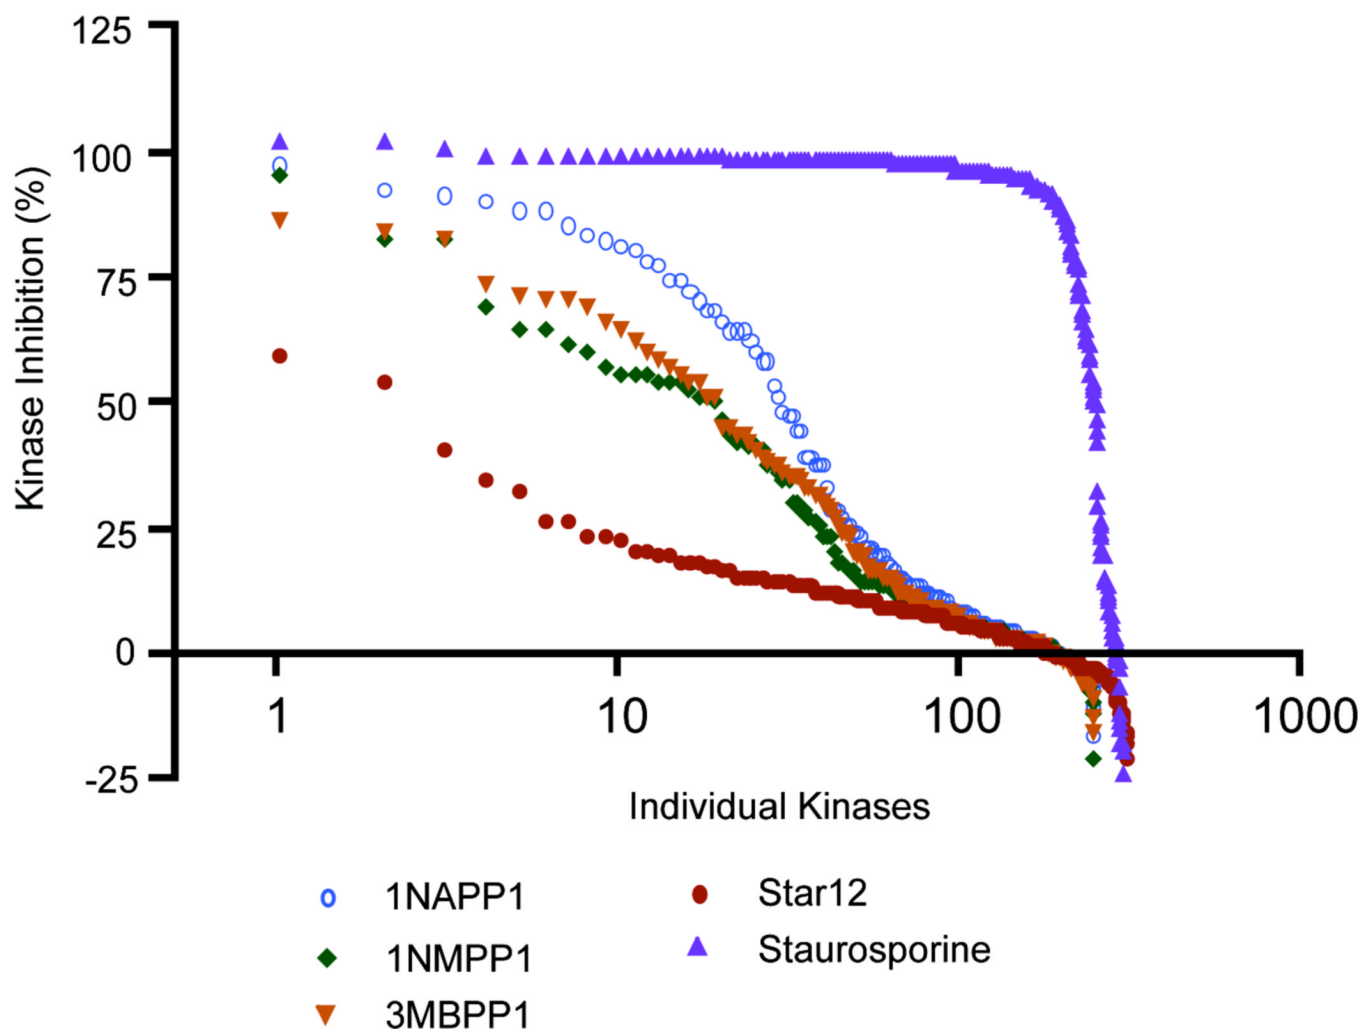 125
100
75
50
25
0
-25
Kinase Inhibition (%)
1 10 100 1000
Individual Kinases
1NAPP1 Star12
1NMPP1 Staurosporine
3MBPP1